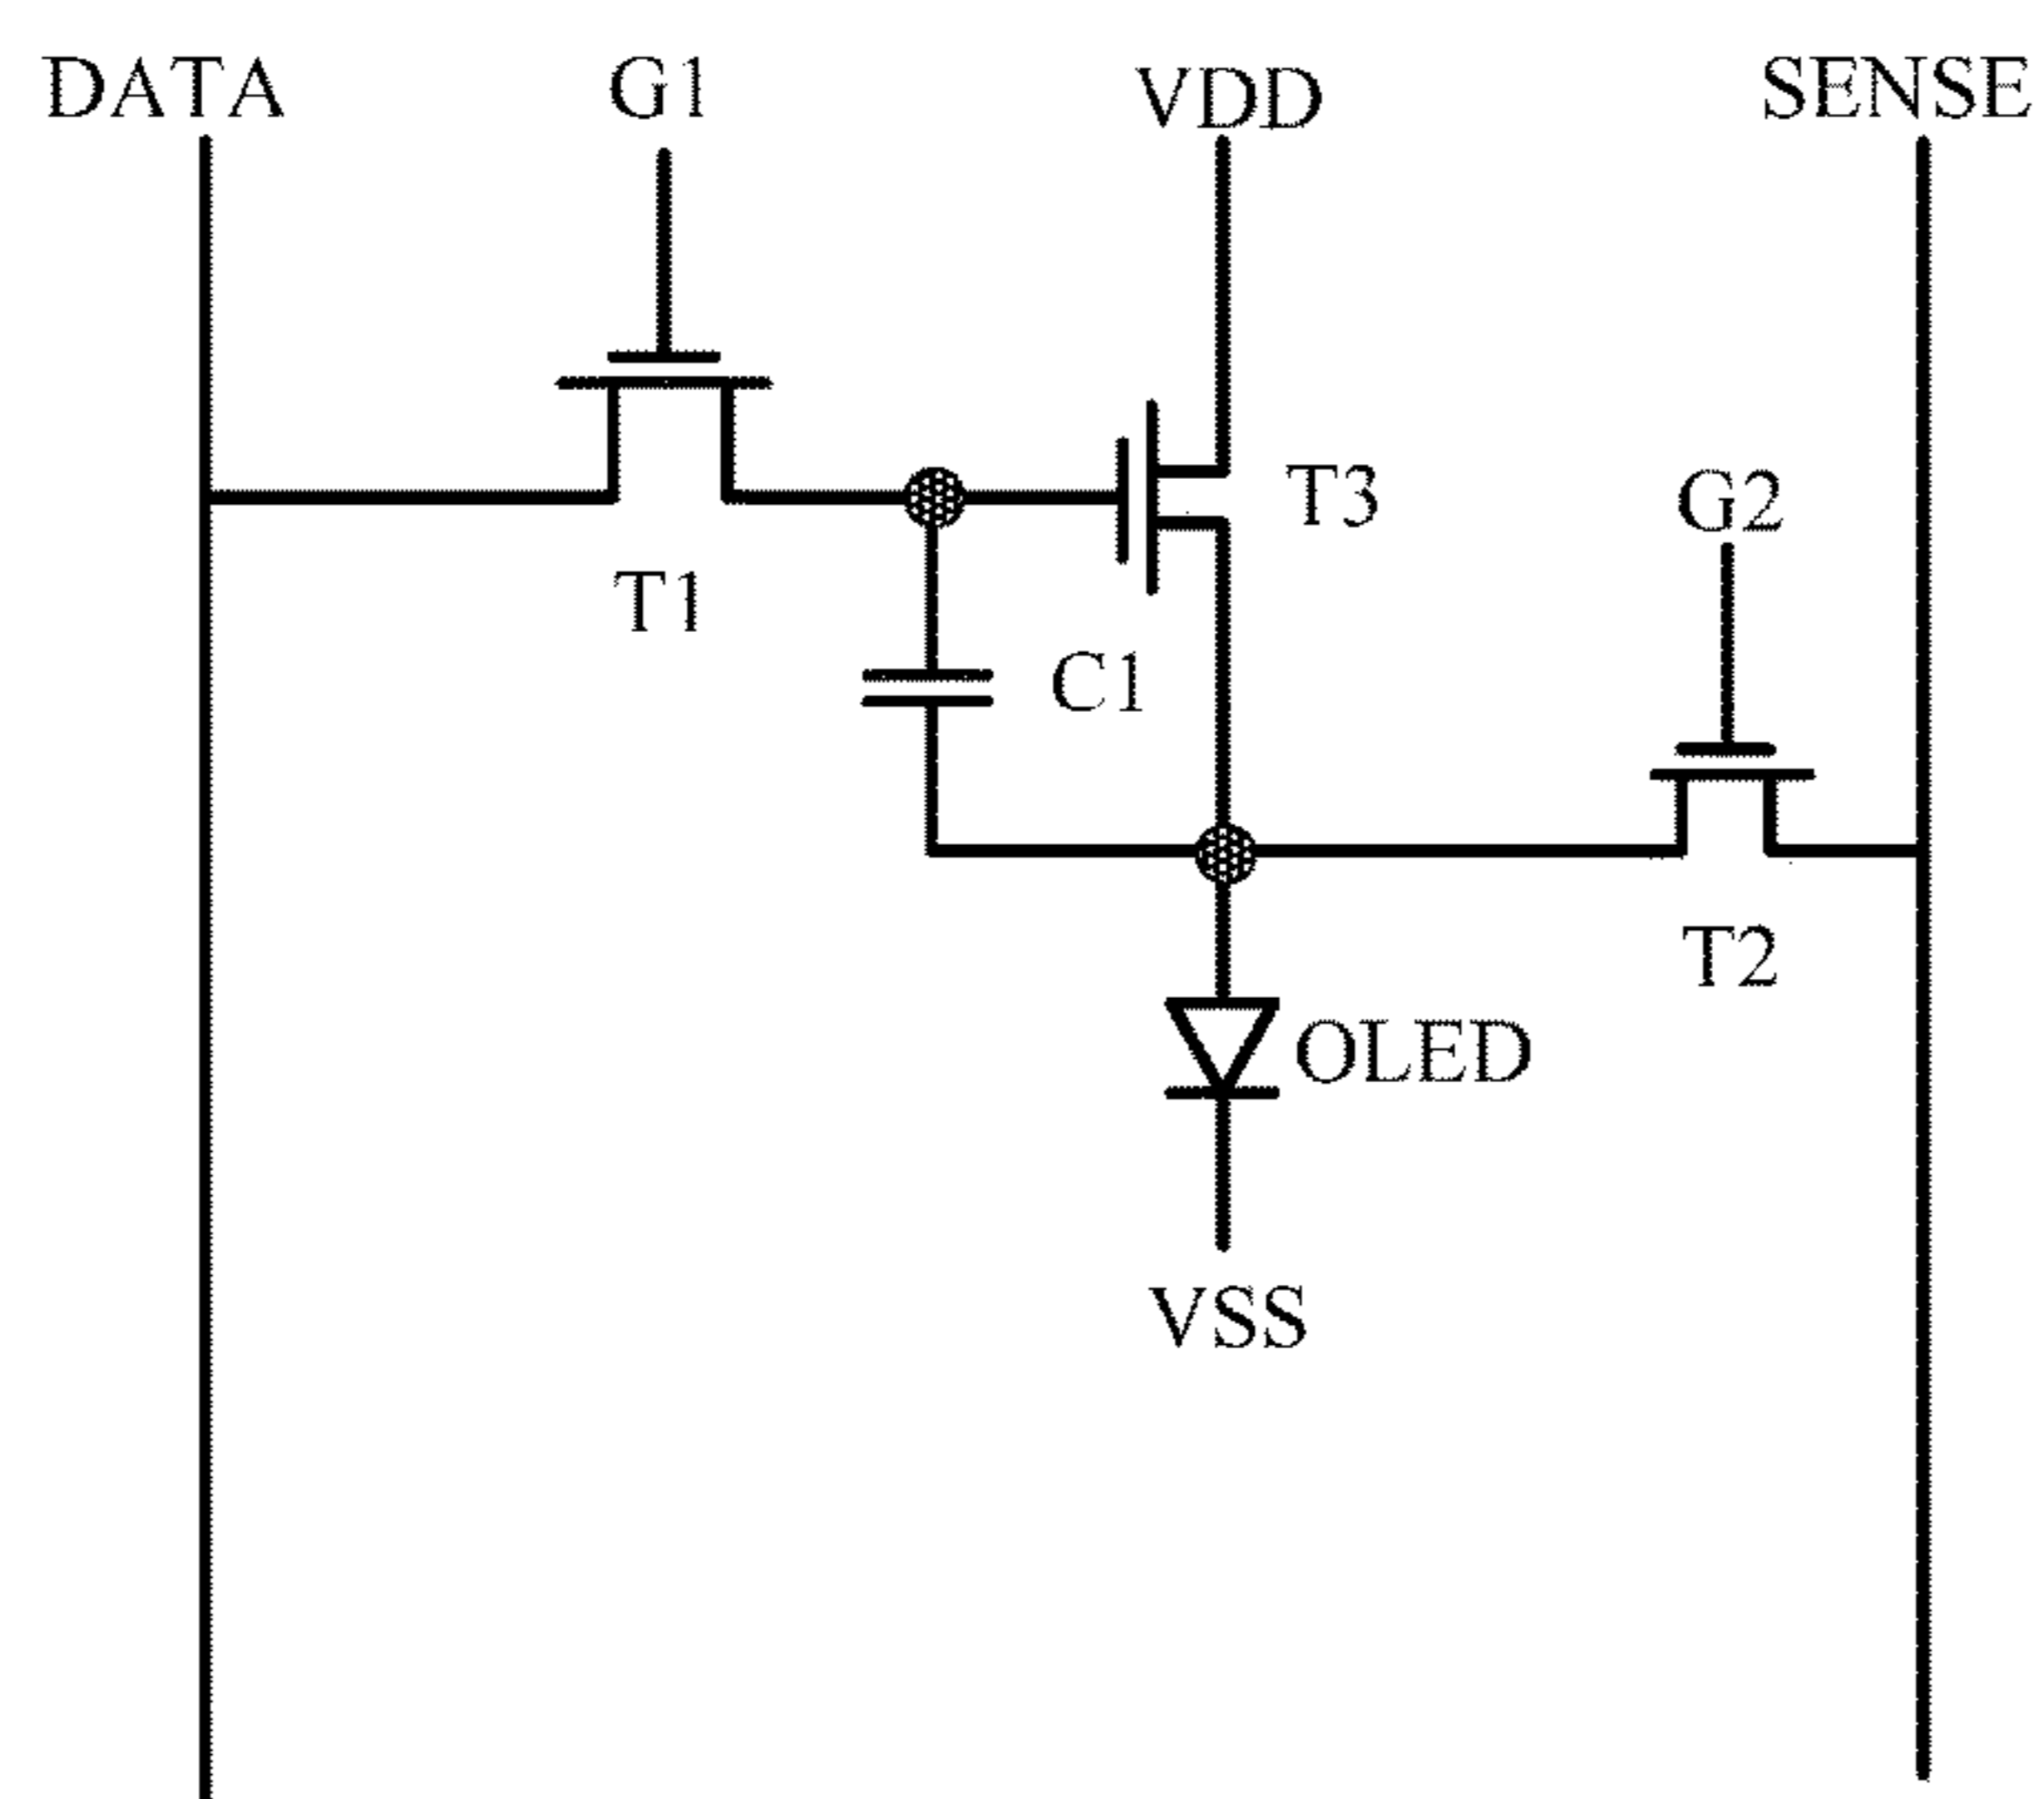 DATA
G1
VDD
SENSE
T3
G2
T1
C1
T2
OLED
VSS